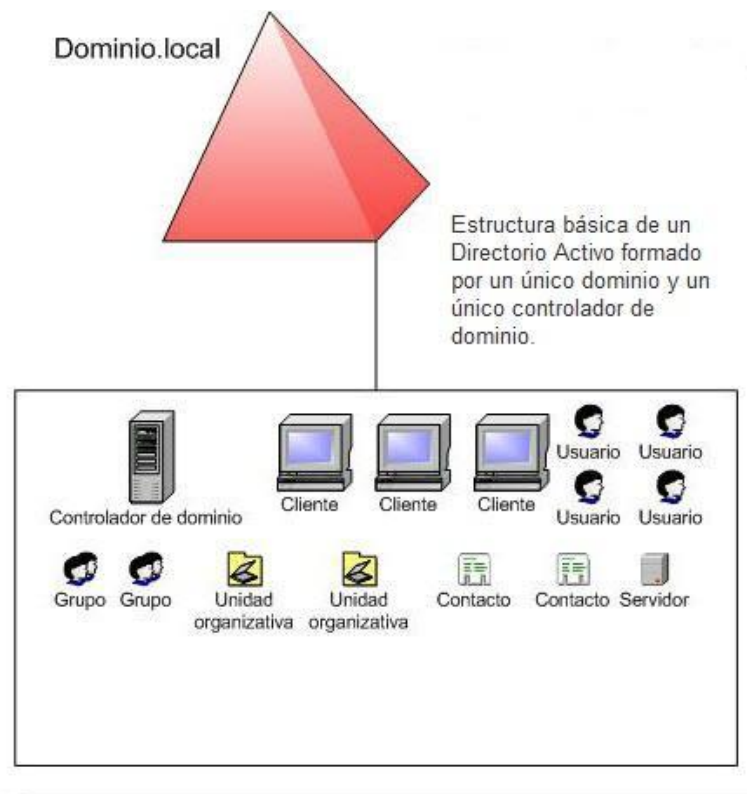 Dominio.local
Estructura básica de un
Directorio Activo formado
por un único dominio y un
único controlador de
dominio.
Usuario Usuario
Controlador de dominio
Cliente Cliente Cliente
Usuario Usuario
Grupo Grupo Unidad organizativa Unidad organizativa Contacto Contacto Servidor